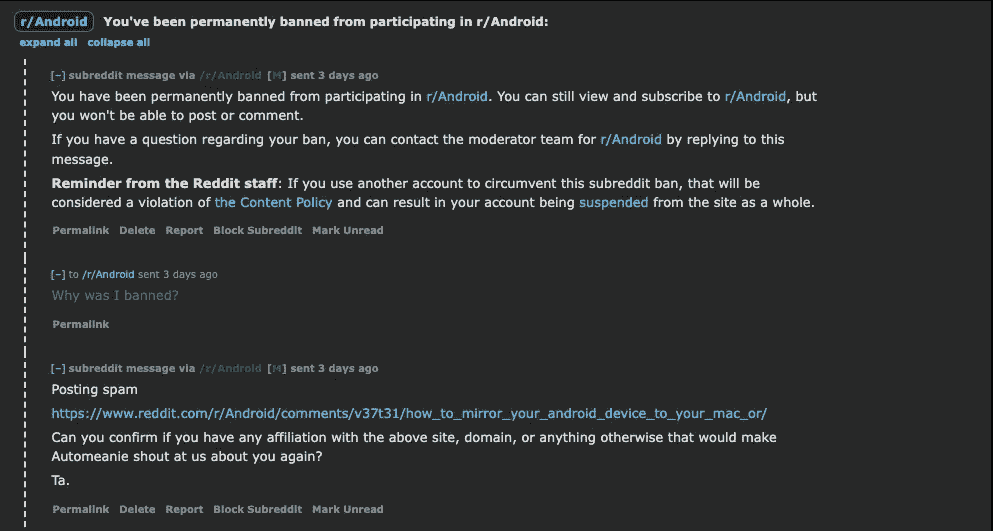 r/Android You've been permanently banned from participating in r/Android:
expand all collapse all
[–] subreddit message via /r/Android [M] sent 3 days ago
You have been permanently banned from participating in r/Android. You can still view and subscribe to r/Android, but
you won't be able to post or comment.
If you have a question regarding your ban, you can contact the moderator team for r/Android by replying to this
message.
Reminder from the Reddit staff: If you use another account to circumvent this subreddit ban, that will be
considered a violation of the Content Policy and can result in your account being suspended from the site as a whole.
Permalink Delete Report Block Subreddit Mark Unread
[–] to /r/Android sent 3 days ago
Why was I banned?
Permalink
[–] subreddit message via /r/Android [M] sent 3 days ago
Posting spam
https://www.reddit.com/r/Android/comments/v37t31/how_to_mirror_your_android_device_to_your_mac_or/
Can you confirm if you have any affiliation with the above site, domain, or anything otherwise that would make
Automeanie shout at us about you again?
Ta.
Permalink Delete Report Block Subreddit Mark Unread